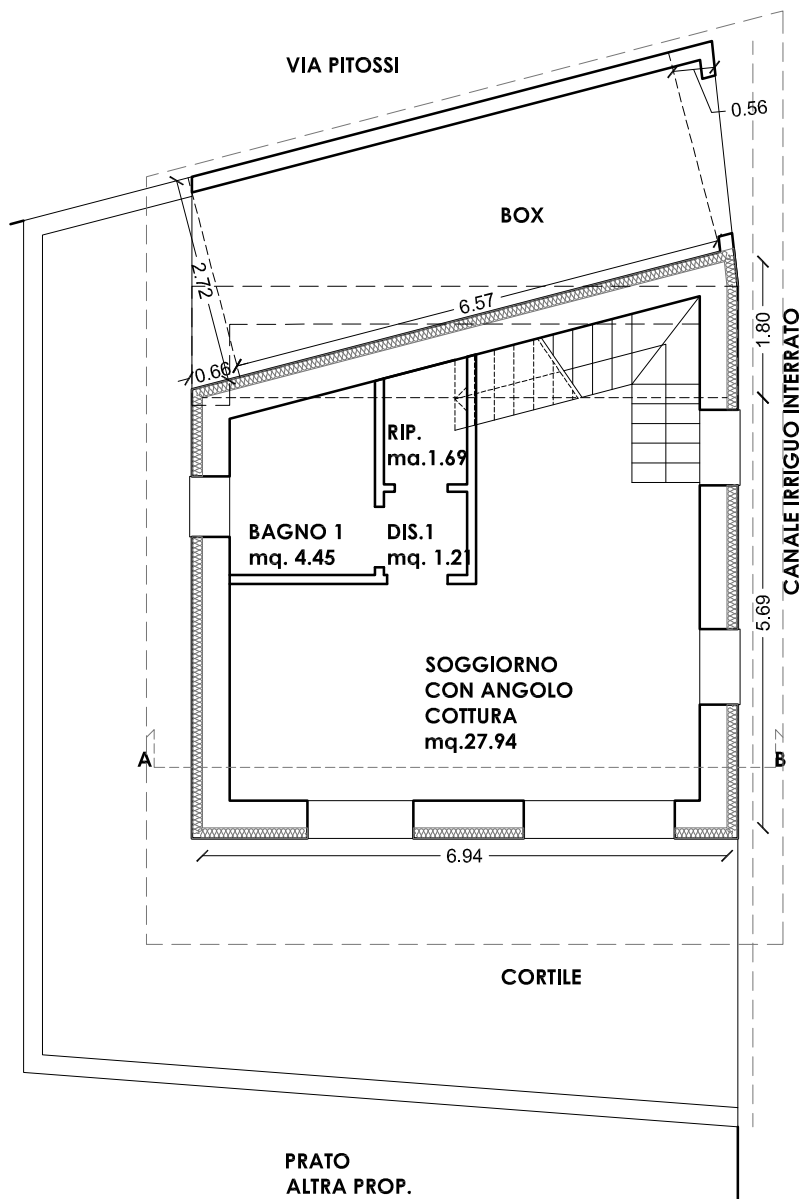 VIA PITOSSI
0.56
BOX
2.72
6.57
0.66
1.80
CANALE IRRIGUO INTERRATO
RIP.
ma.1.69
BAGNO 1
mq. 4.45
DIS.1
mq. 1.21
5.69
SOGGIORNO
CON ANGOLO
COTTURA
mq.27.94
A
B
6.94
CORTILE
PRATO
ALTRA PROP.